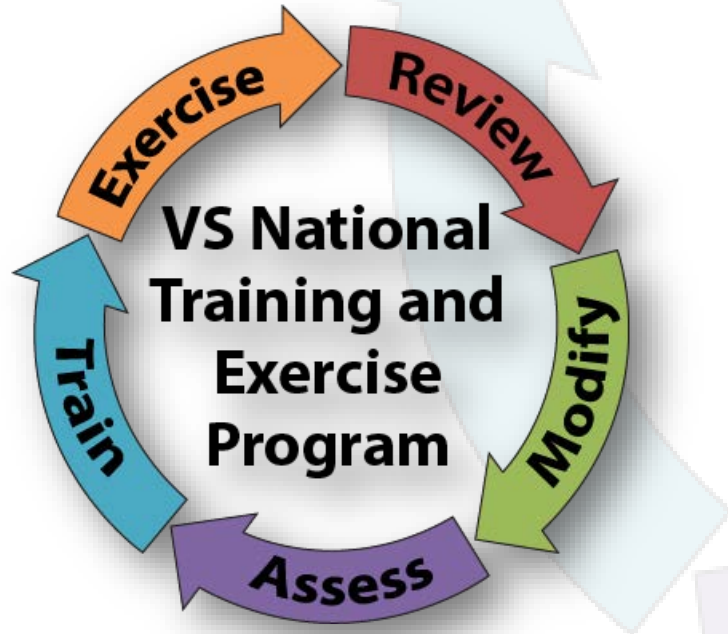 Exercise
Review
VS National
Training and
Exercise
Program
Modify
Assess
Train